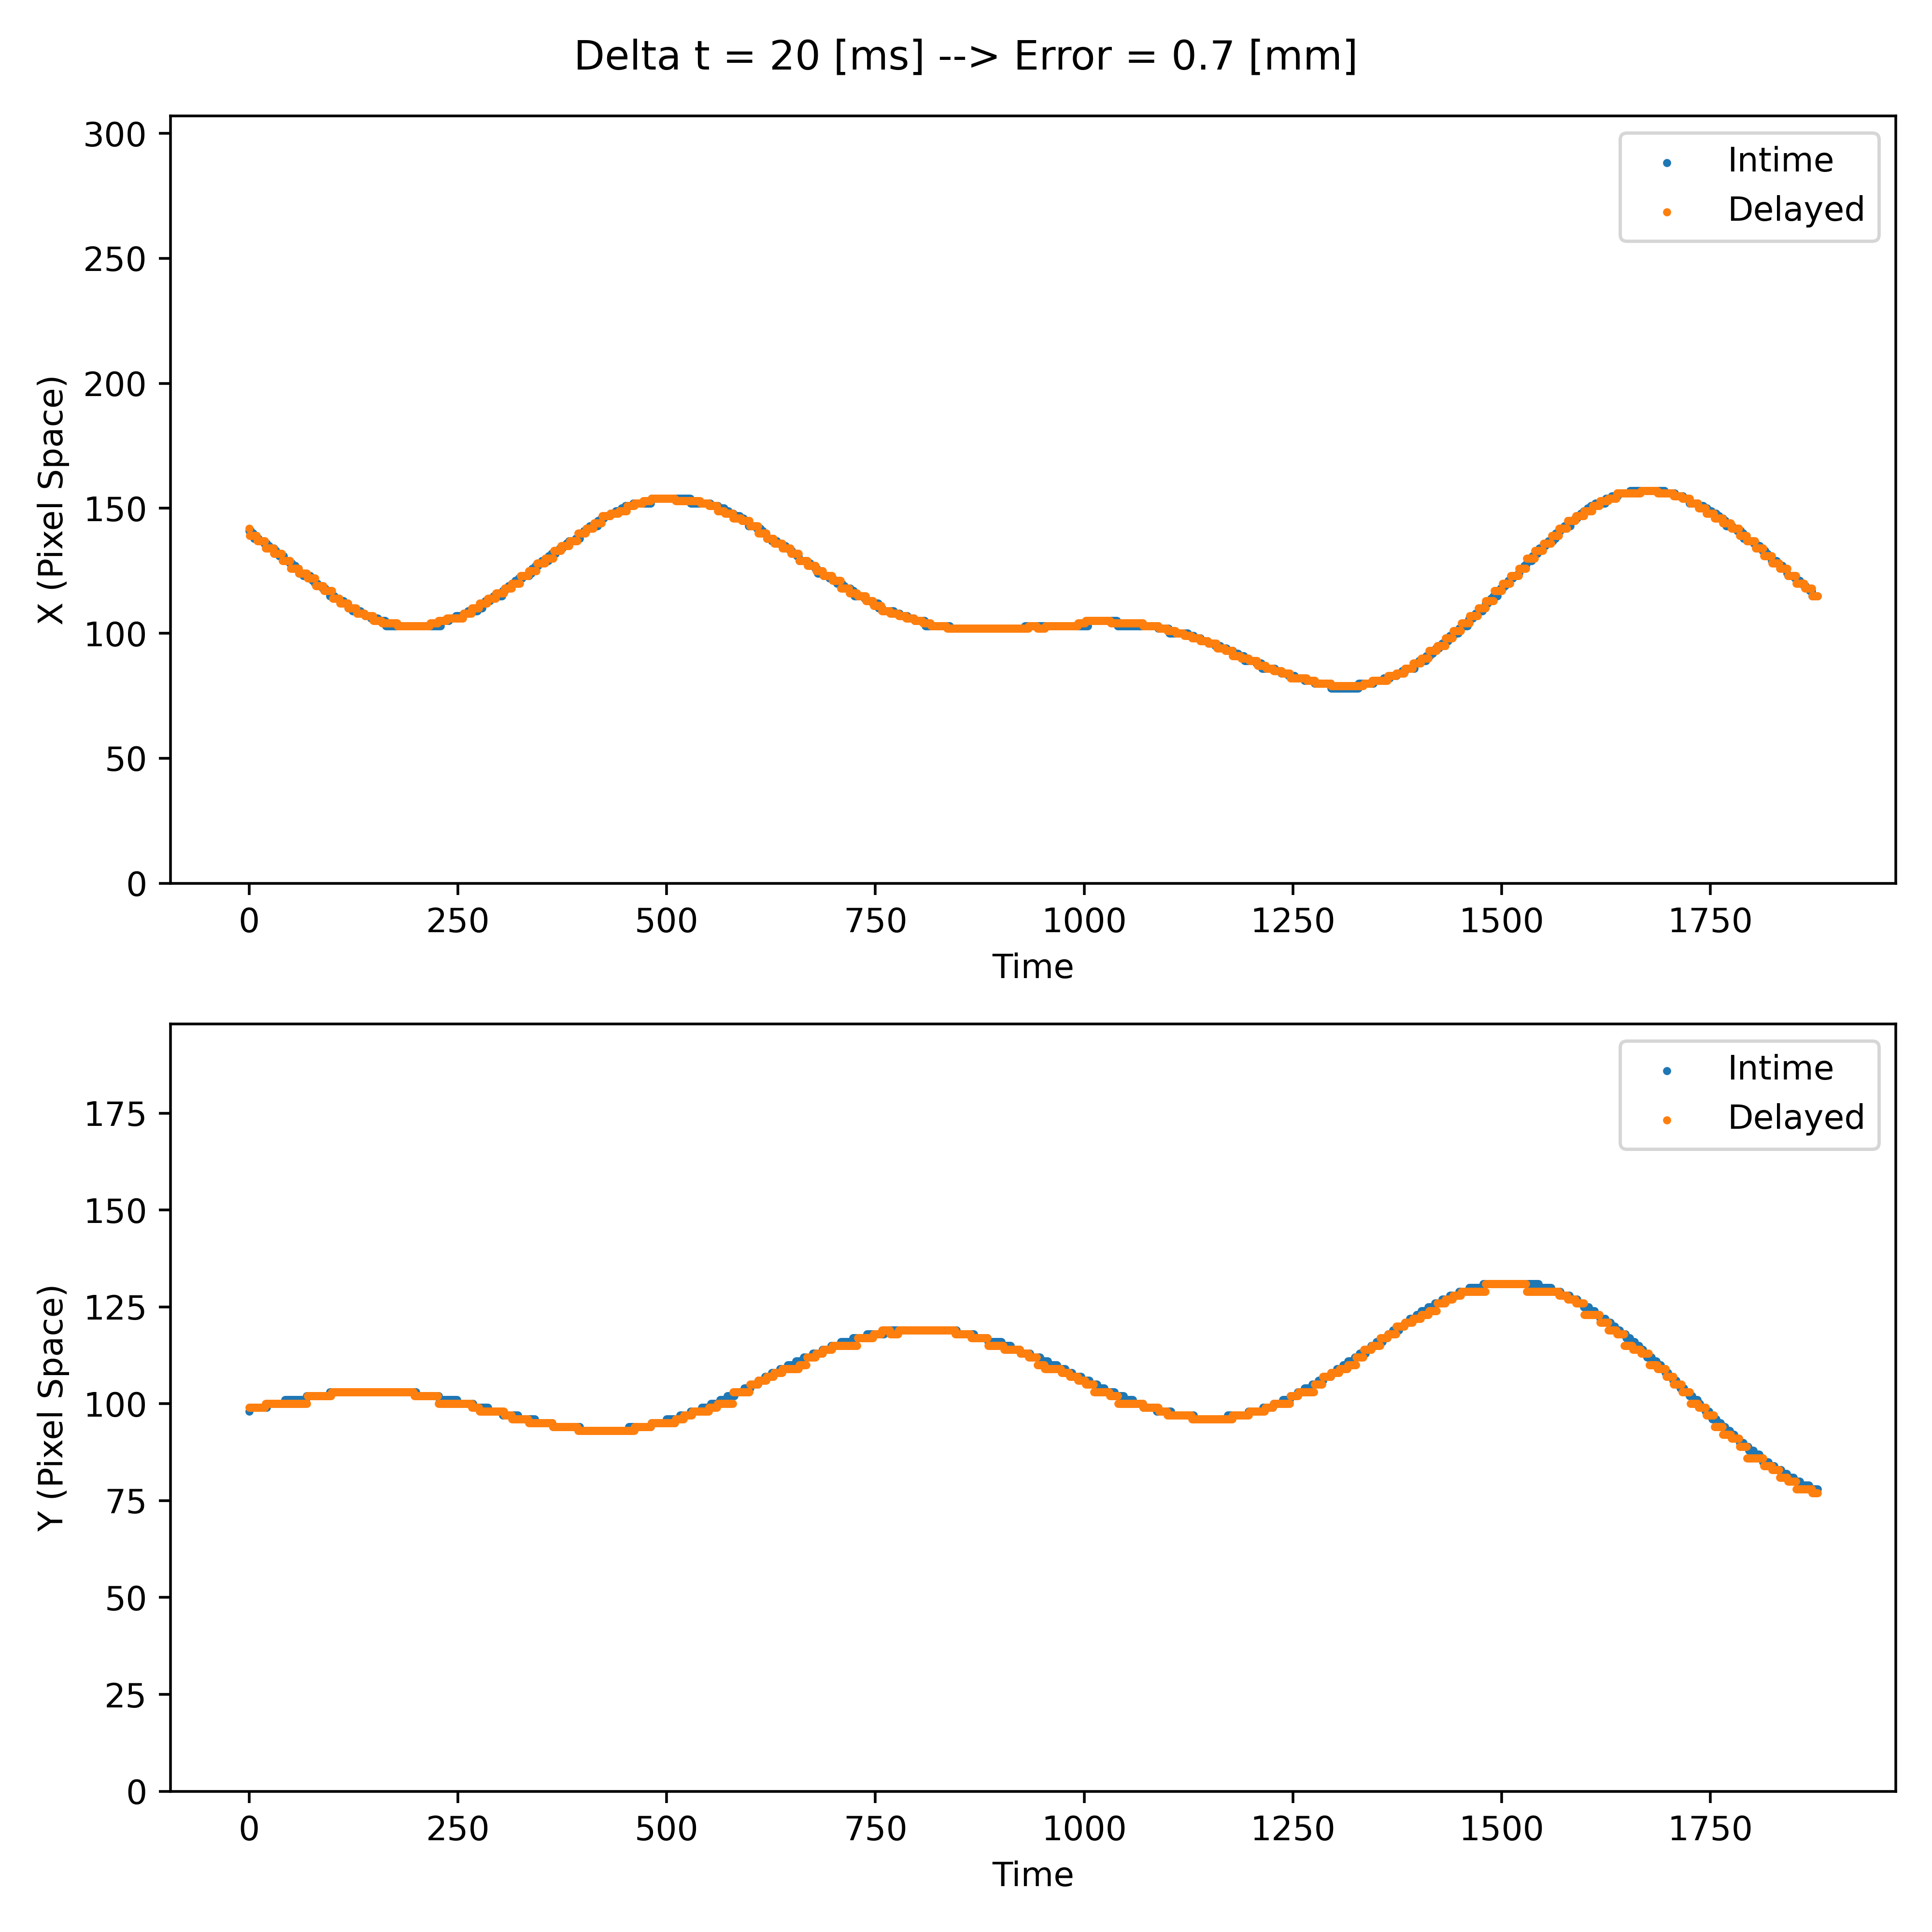 Delta t = 20 [ms] --> Error = 0.7 [mm]
300
250
200
150
100
50
0
X (Pixel Space)
Intime
Delayed
0 250 500 750 1000 1250 1500 1750
Time
175
150
125
100
75
50
25
0
Y (Pixel Space)
Intime
Delayed
0 250 500 750 1000 1250 1500 1750
Time